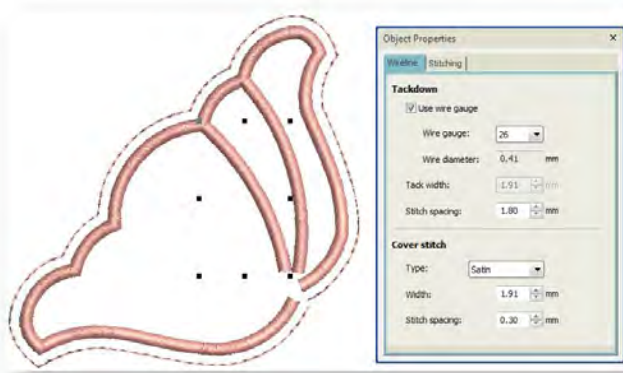 Object Properties
Wireline Stitching
Tackdown
Use wire gauge
Wire gauge: 26
Wire diameter: 0.41 mm
Tack width: 1.91 mm
Stitch spacing: 1.80 mm
Cover stitch
Type: Satin
Width: 1.91 mm
Stitch spacing: 0.30 mm